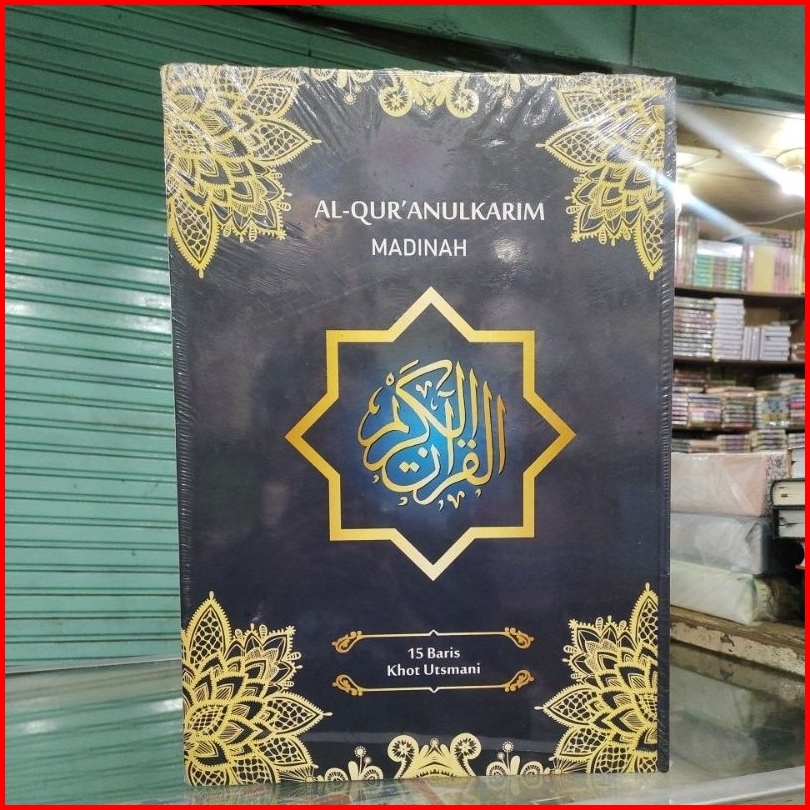 AL-QUR'ANULKARIM
MADINAH
القرآن الكريم
15 Baris
Khot Utsmani